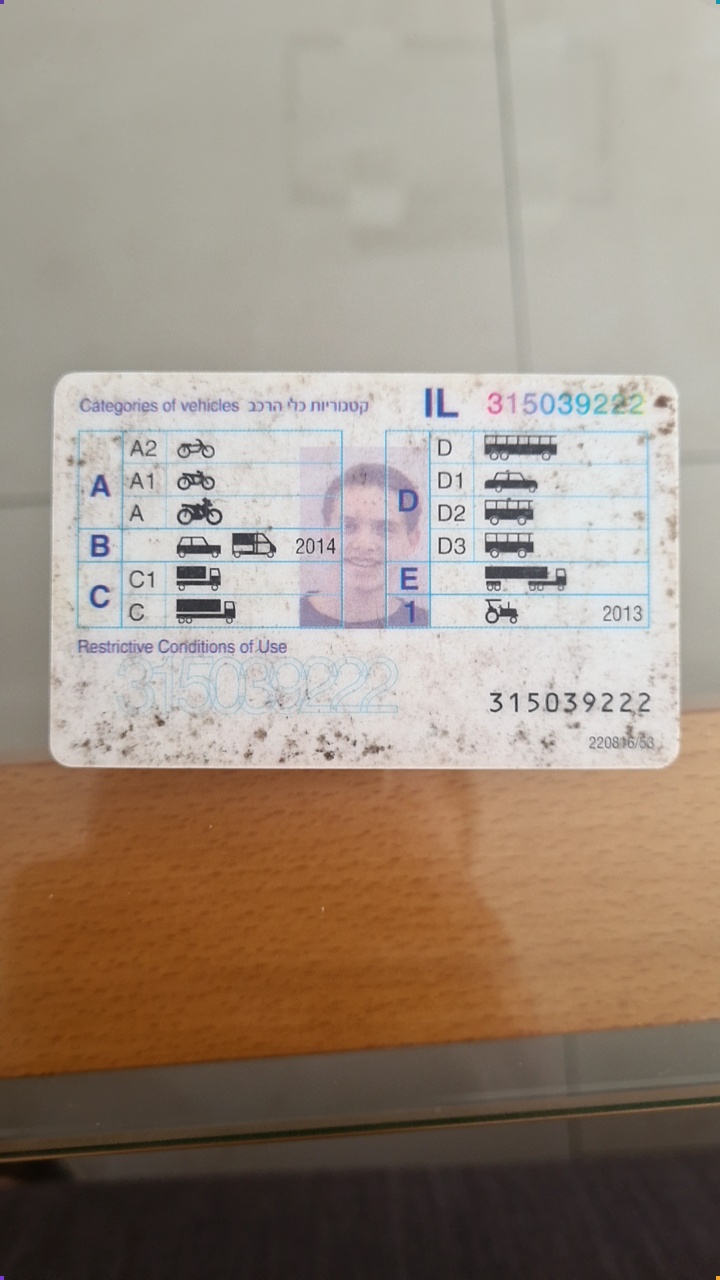 Categories of vehicles קטגוריות כלי הרכב IL 315039222
A A2
A1
A
B 2014
C C1
C
D D
D1
D2
D3
E
1 2013
Restrictive Conditions of Use
315039222
315039222
220816/53